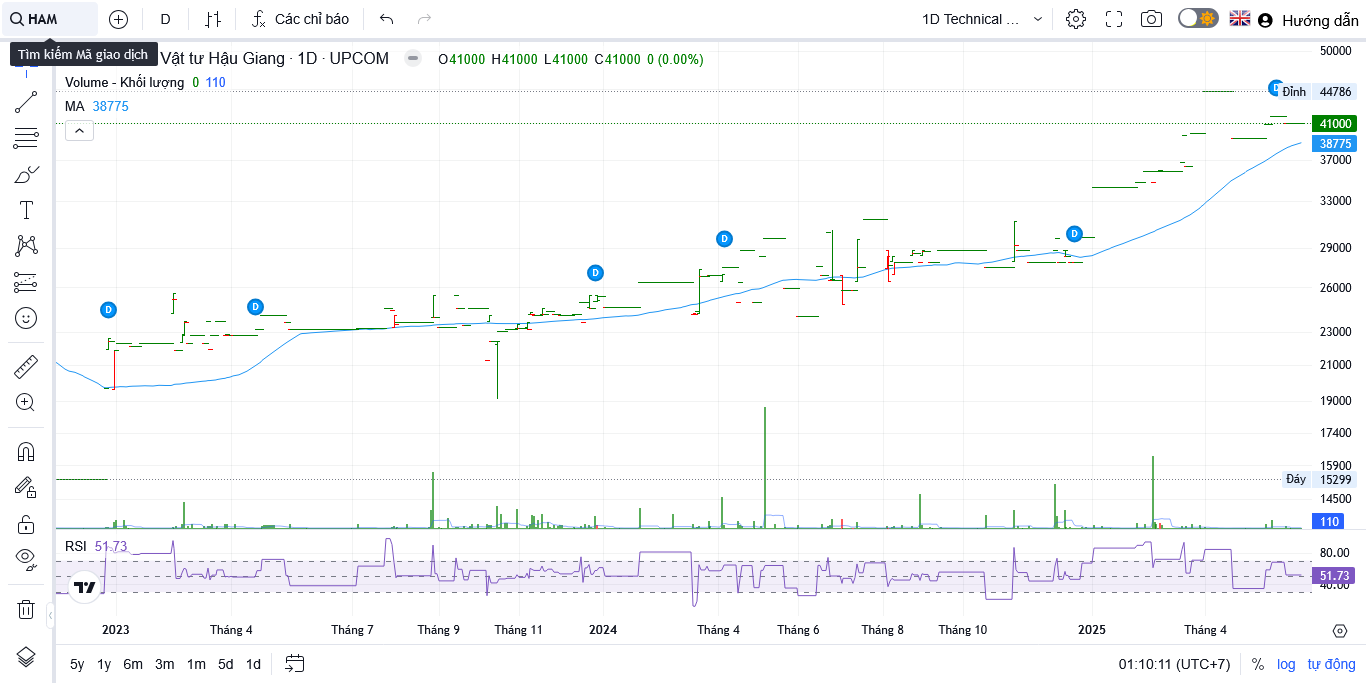 HAM D Các chỉ báo 1D Technical ... Hướng dẫn
Tìm kiếm Mã giao dịch
Vật tư Hậu Giang · 1D · UPCOM O41000 H41000 L41000 C41000 0 (0.00%)
Volume - Khối lượng 0 110
MA 38775
50000
D
Đỉnh 44786
41000
38775
37000
33000
D
D
29000
D
26000
D
D
23000
21000
19000
17400
15900
Đáy 15299
14500
110
RSI 51.73
80.00
51.73
40.00
2023 Tháng 4 Tháng 7 Tháng 9 Tháng 11 2024 Tháng 4 Tháng 6 Tháng 8 Tháng 10 2025 Tháng 4
5y 1y 6m 3m 1m 5d 1d 01:10:11 (UTC+7) % log tự động